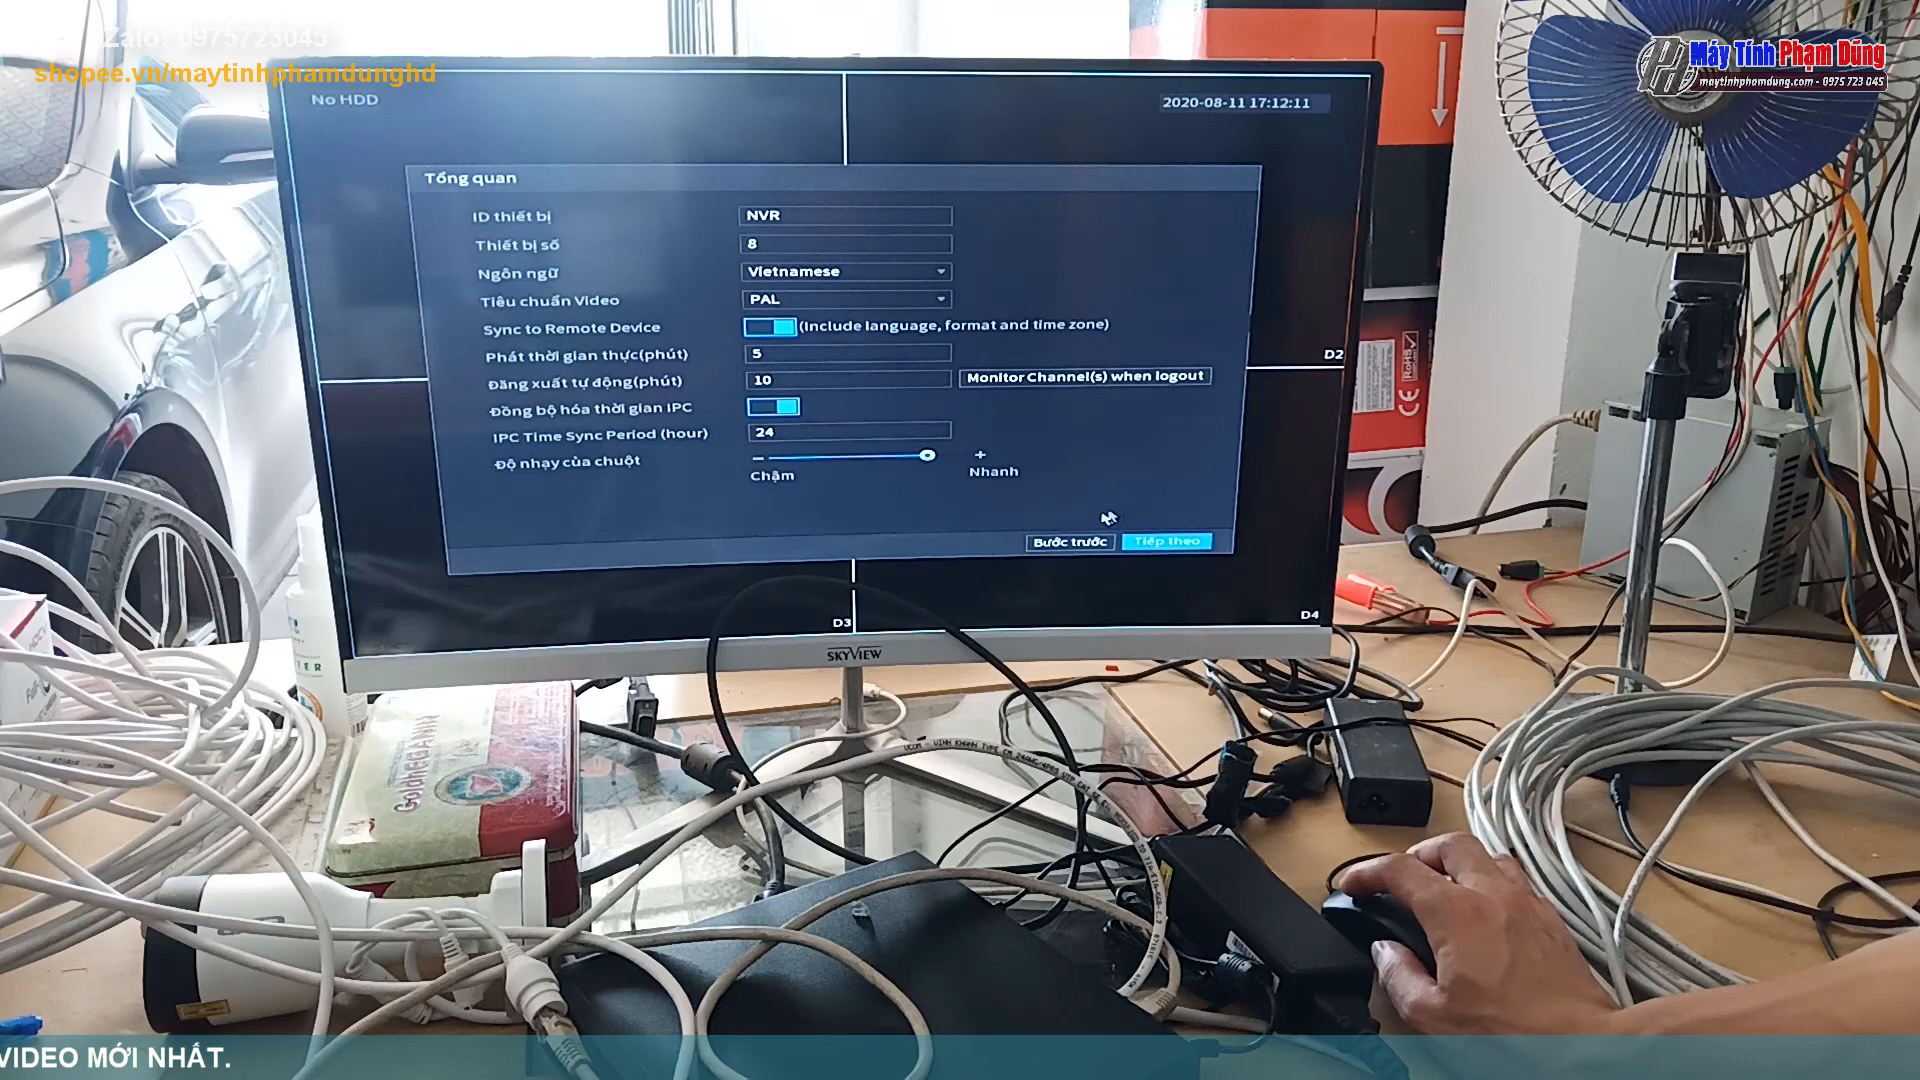 Zalo: 0975723045
shopee.vn/maytinhphamdunghd
Máy Tính Phạm Dũng
maytinhphamdung.com - 0975 723 045
No HDD
2020-08-11 17:12:11
Tổng quan
ID thiết bị NVR
Thiết bị số 8
Ngôn ngữ Vietnamese
Tiêu chuẩn Video PAL
Sync to Remote Device (Include language, format and time zone)
Phát thời gian thực(phút) 5
Đăng xuất tự động(phút) 10 Monitor Channel(s) when logout
Đồng bộ hóa thời gian IPC
IPC Time Sync Period (hour) 24
Độ nhạy của chuột - +
Chậm Nhanh
Bước trước Tiếp theo
D2
D3
D4
SKYVIEW
RoHS
CE
VIDEO MỚI NHẤT.